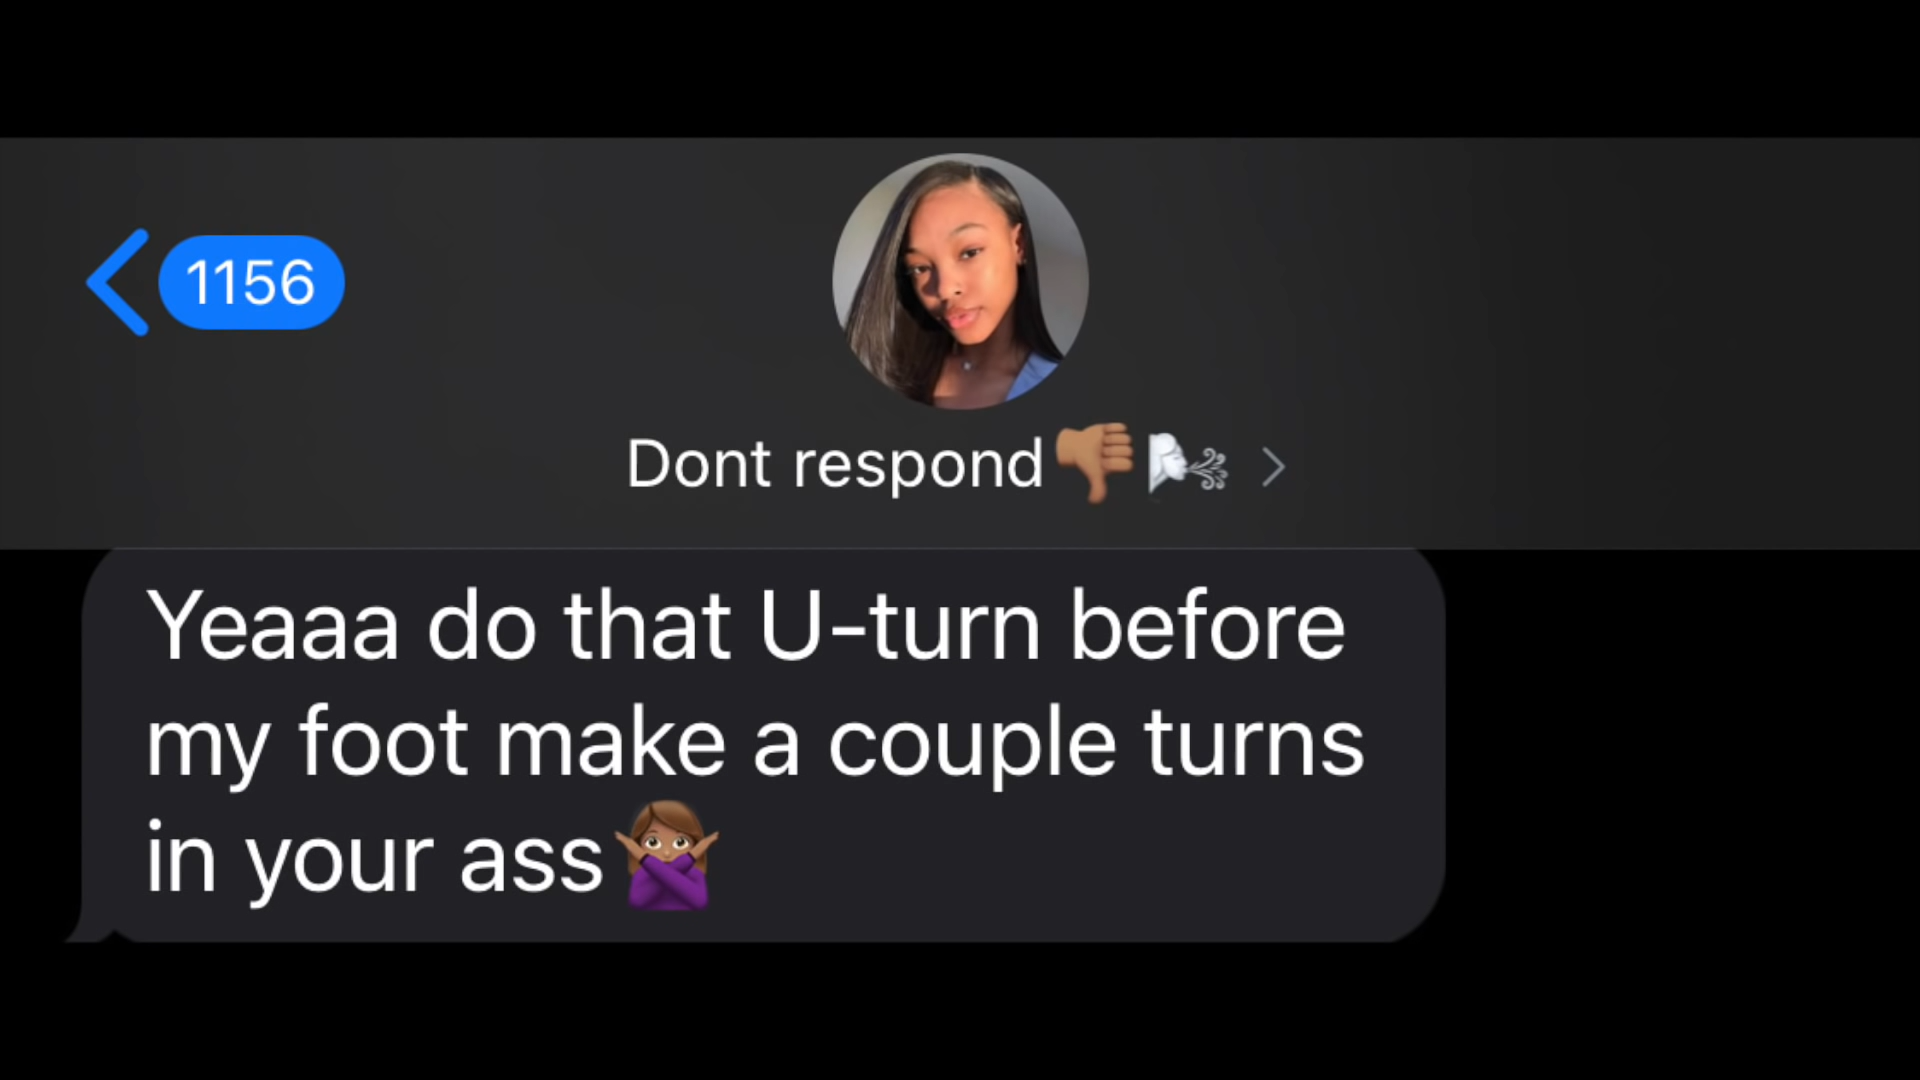 1156
Dont respond👎🏾🌬️
Yeaaa do that U-turn before
my foot make a couple turns
in your ass🙅🏽‍♀️